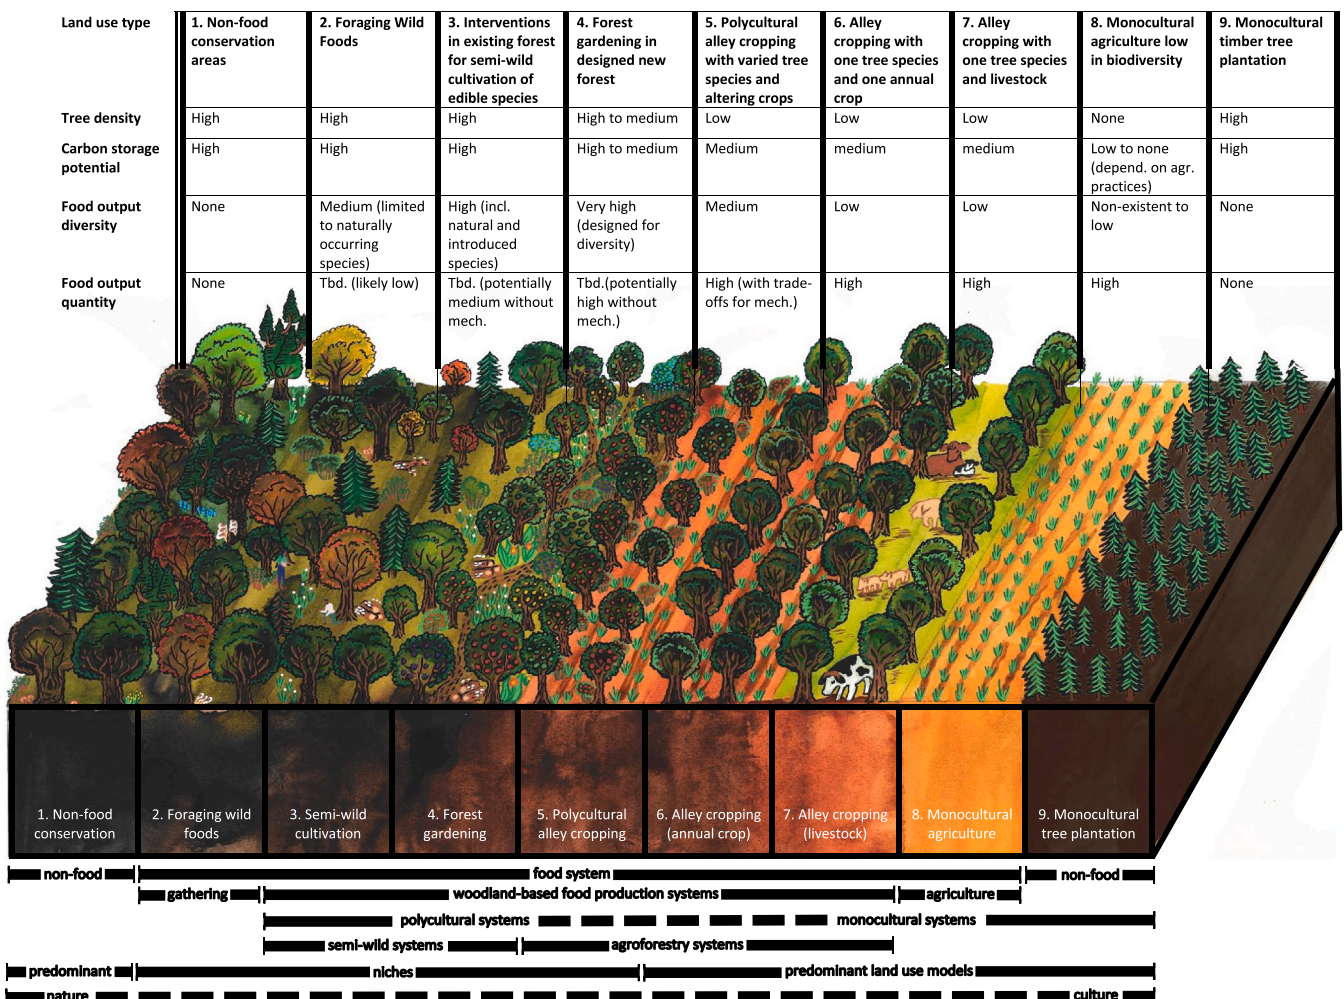 Land use type
1. Non-food
conservation
areas
2. Foraging Wild
Foods
3. Interventions
in existing forest
for semi-wild
cultivation of
edible species
4. Forest
gardening in
designed new
forest
5. Polycultural
alley cropping
with varied tree
species and
altering crops
6. Alley
cropping with
one tree species
and one annual
crop
7. Alley
cropping with
one tree species
and livestock
8. Monocultural
agriculture low
in biodiversity
9. Monocultural
timber tree
plantation
Tree density
High
High
High
High to medium
Low
Low
Low
None
High
Carbon storage
potential
High
High
High
High to medium
Medium
medium
medium
Low to none
(depend. on agr.
practices)
High
Food output
diversity
None
Medium (limited
to naturally
occurring
species)
High (incl.
natural and
introduced
species)
Very high
(designed for
diversity)
Medium
Low
Low
Non-existent to
low
None
Food output
quantity
None
Tbd. (likely low)
Tbd. (potentially
medium without
mech.
Tbd.(potentially
high without
mech.)
High (with trade-
offs for mech.)
High
High
High
None
1. Non-food
conservation
2. Foraging wild
foods
3. Semi-wild
cultivation
4. Forest
gardening
5. Polycultural
alley cropping
6. Alley cropping
(annual crop)
7. Alley cropping
(livestock)
8. Monocultural
agriculture
9. Monocultural
tree plantation
non-food
food system
non-food
gathering
woodland-based food production systems
agriculture
polycultural systems
monocultural systems
semi-wild systems
agroforestry systems
predominant
niches
predominant land use models
nature
culture